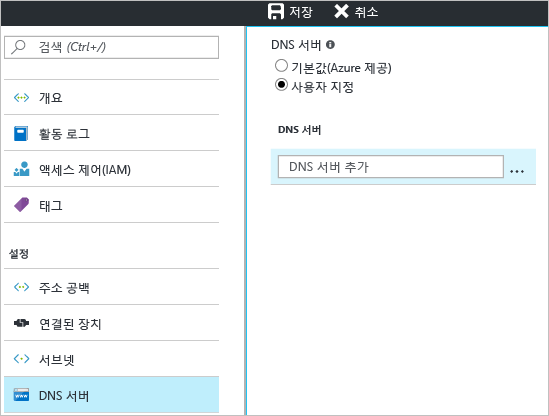 저장 취소
검색 (Ctrl+/)
개요
활동 로그
액세스 제어(IAM)
태그
설정
주소 공백
연결된 장치
서브넷
www
DNS 서버
DNS 서버
기본값(Azure 제공)
사용자 지정
DNS 서버
DNS 서버 추가
...